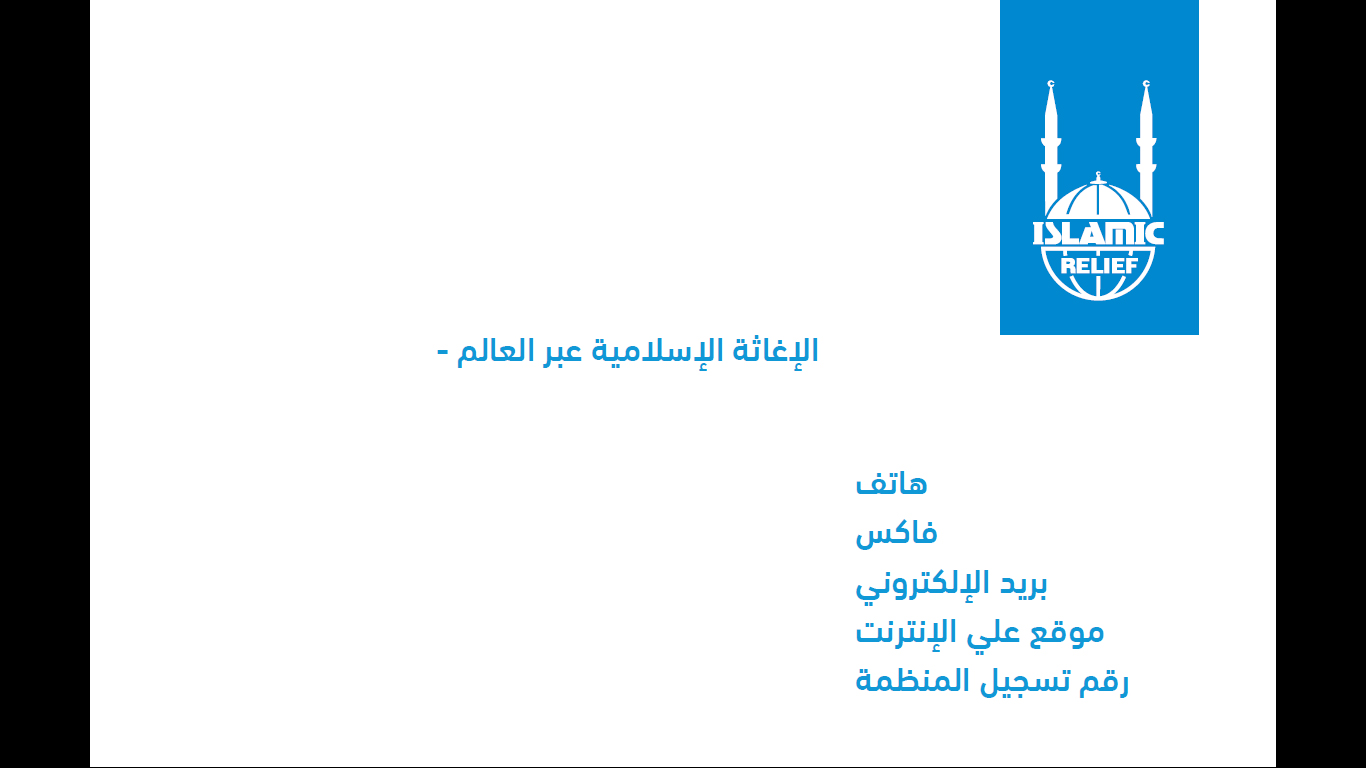 ISLAMIC
RELIEF
الإغاثة الإسلامية عبر العالم -
هاتف
فاكس
بريد الإلكتروني
موقع علي الإنترنت
رقم تسجيل المنظمة